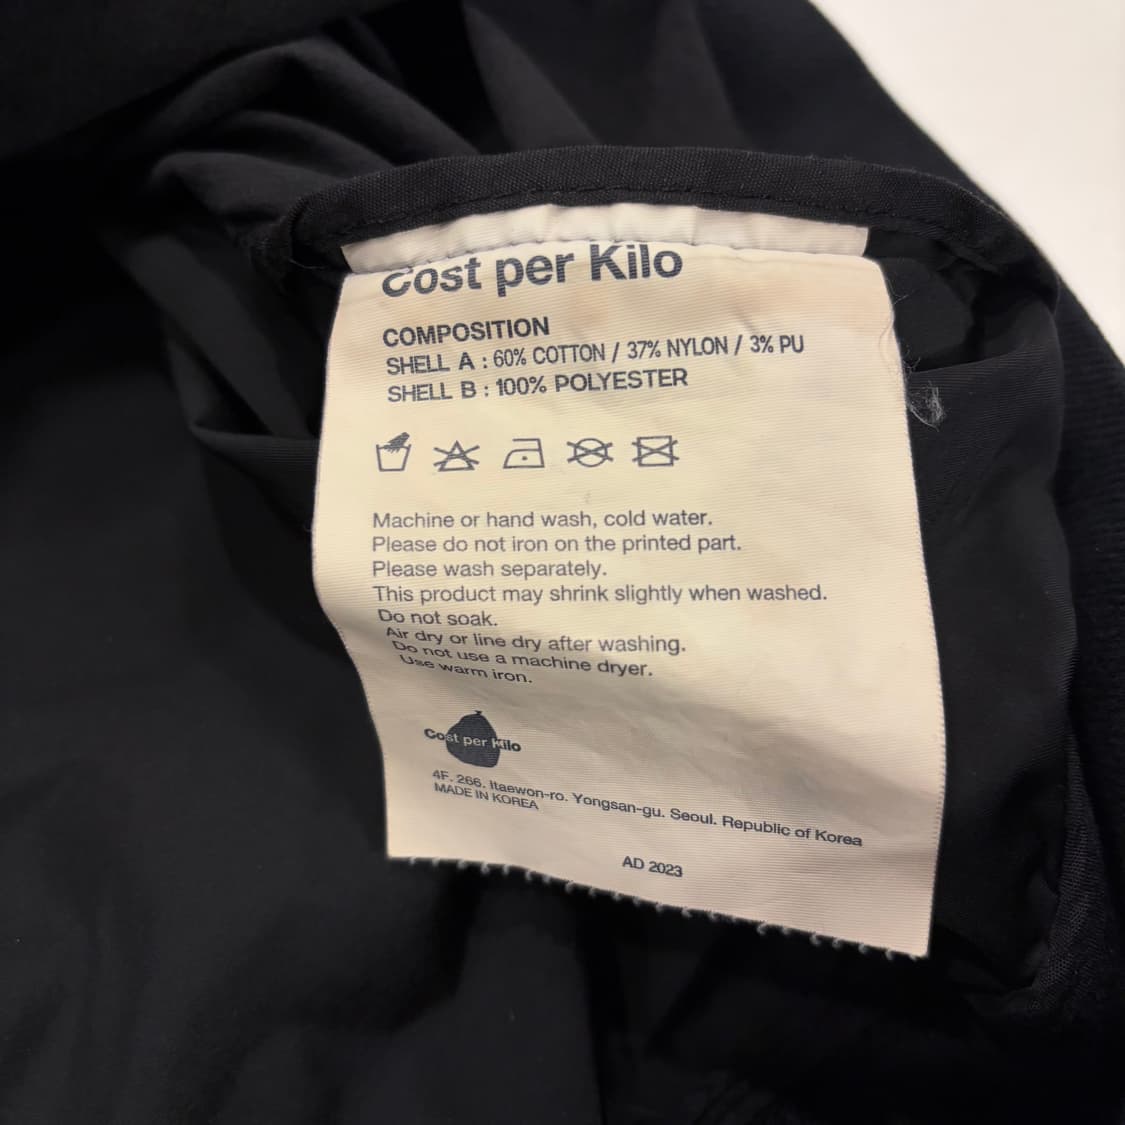 Cost per Kilo
COMPOSITION
SHELL A : 60% COTTON / 37% NYLON / 3% PU
SHELL B : 100% POLYESTER
Machine or hand wash, cold water.
Please do not iron on the printed part.
Please wash separately.
This product may shrink slightly when washed.
Do not soak.
Air dry or line dry after washing.
Do not use a machine dryer.
Use warm iron.
Cost per Kilo
4F. 266. Itaewon-ro. Yongsan-gu. Seoul. Republic of Korea
MADE IN KOREA
AD 2023